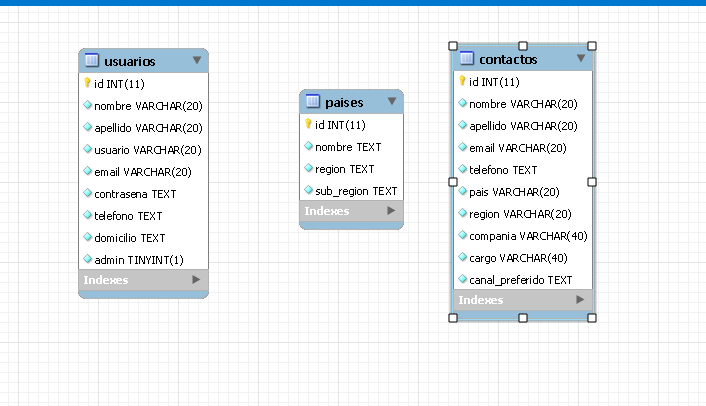 usuarios
id INT(11)
nombre VARCHAR(20)
apellido VARCHAR(20)
usuario VARCHAR(20)
email VARCHAR(20)
contrasena TEXT
telefono TEXT
domicilio TEXT
admin TINYINT(1)
Indexes
paises
id INT(11)
nombre TEXT
region TEXT
sub_region TEXT
Indexes
contactos
id INT(11)
nombre VARCHAR(20)
apellido VARCHAR(20)
email VARCHAR(20)
telefono TEXT
pais VARCHAR(20)
region VARCHAR(20)
compania VARCHAR(40)
cargo VARCHAR(40)
canal_preferido TEXT
Indexes